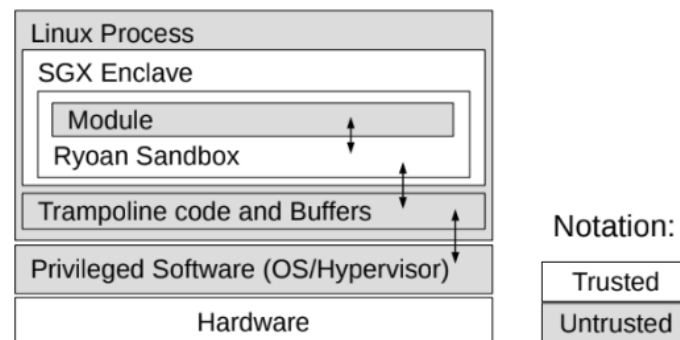 Linux Process
SGX Enclave
Module
Ryoan Sandbox
Trampoline code and Buffers
Privileged Software (OS/Hypervisor)
Hardware
Notation:
Trusted
Untrusted